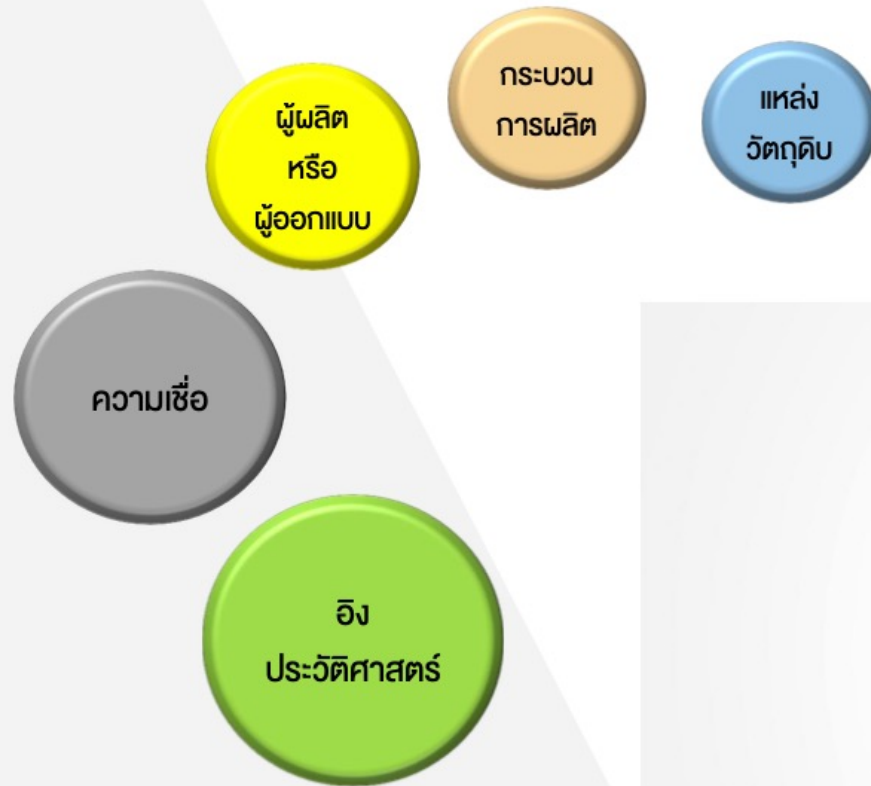 กระบวน
การผลิต
แหล่ง
วัตถุดิบ
ผู้ผลิต
หรือ
ผู้ออกแบบ
ความเชื่อ
อิง
ประวัติศาสตร์